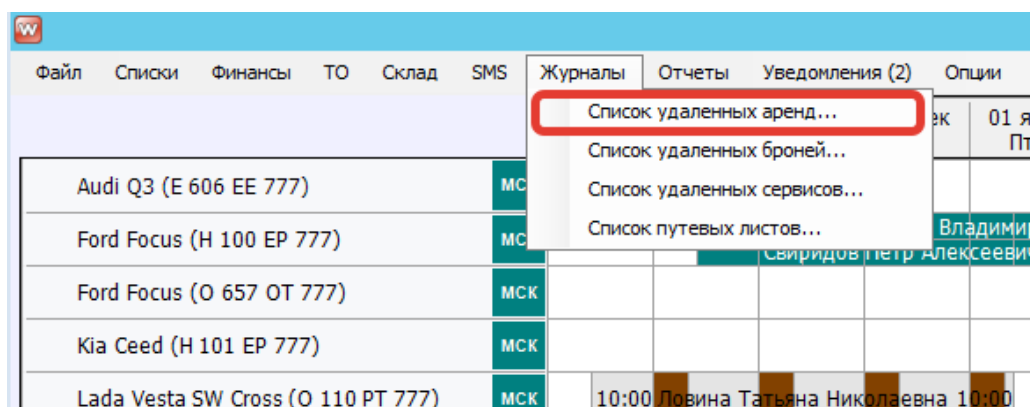 Файл Списки Финансы ТО Склад SMS Журналы Отчеты Уведомления (2) Опции
Список удаленных аренд...
Список удаленных броней...
Список удаленных сервисов...
Список путевых листов...
01
Audi Q3 (Е 606 ЕЕ 777)
Ford Focus (Н 100 ЕР 777) МСК
Свиридов Петр Алексеевич
Ford Focus (О 657 ОТ 777) МСК
Kia Ceed (Н 101 ЕР 777) МСК
Lada Vesta SW Cross (О 110 РТ 777) МСК 10:00 Ловина Татьяна Николаевна 10:00